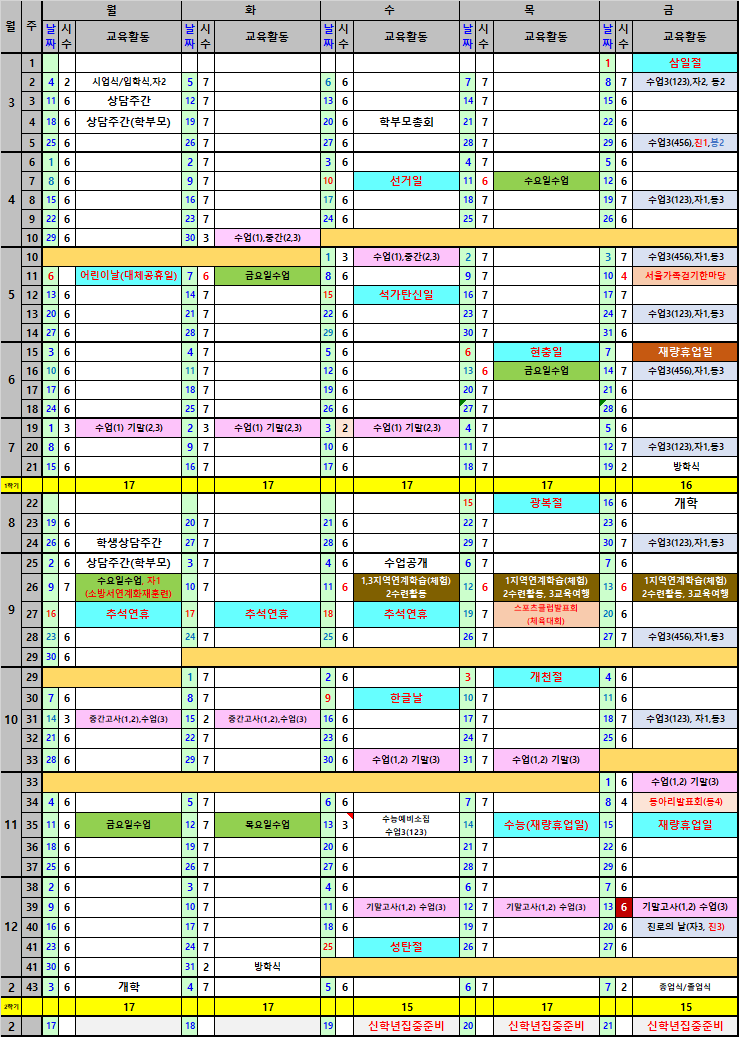 월 주 월 화 수 목 금
날짜 시수 교육활동 날짜 시수 교육활동 날짜 시수 교육활동 날짜 시수 교육활동 날짜 시수 교육활동
3 1 1 삼일절
2 4 2 시업식/입학식,자2 5 7 6 6 7 7 8 7 수업3(123),자2, 동2
3 11 6 상담주간 12 7 13 6 14 7 15 6
4 18 6 상담주간(학부모) 19 7 20 6 학부모총회 21 7 22 6
5 25 6 26 7 27 6 28 7 29 6 수업3(456),진1,봉2
4 6 1 6 2 7 3 6 4 7 5 6
7 8 6 9 7 10 선거일 11 6 수요일수업 12 6
8 15 6 16 7 17 6 18 7 19 7 수업3(123),자1,동3
9 22 6 23 7 24 6 25 7 26 6
10 29 6 30 3 수업(1),중간(2,3)
5 10 1 3 수업(1),중간(2,3) 2 7 3 7 수업3(456),자1,동3
11 6 어린이날(대체공휴일) 7 6 금요일수업 8 6 9 7 10 4 서울가족걷기한마당
12 13 6 14 7 15 석가탄신일 16 7 17 7
13 20 6 21 7 22 6 23 7 24 7 수업3(123),자1,동3
14 27 6 28 7 29 6 30 7 31 6
6 15 3 6 4 7 5 6 6 현충일 7 재량휴업일
16 10 6 11 7 12 6 13 6 금요일수업 14 7 수업3(456),자1,동3
17 17 6 18 7 19 6 20 7 21 6
18 24 6 25 7 26 6 27 7 28 6
7 19 1 3 수업(1) 기말(2,3) 2 3 수업(1) 기말(2,3) 3 2 수업(1) 기말(2,3) 4 7 5 6
20 8 6 9 7 10 6 11 7 12 7 수업3(123),자1,동3
21 15 6 16 7 17 6 18 7 19 2 방학식
1학기 17 17 17 17 16
8 22 15 광복절 16 6 개학
23 19 6 20 7 21 6 22 7 23 6
24 26 6 학생상담주간 27 7 28 6 29 7 30 7 수업3(123),자1,동3
9 25 2 6 상담주간(학부모) 3 7 4 6 수업공개 6 7 7 6
26 9 7 수요일수업, 자1
(소방서연계화재훈련) 10 7 11 6 1,3지역연계학습(체험)
2수련활동 12 6 1지역연계학습(체험)
2수련활동, 3교육여행 13 6 1지역연계학습(체험)
2수련활동, 3교육여행
27 16 추석연휴 17 추석연휴 18 추석연휴 19 7 스포츠클럽발표회
(체육대회) 20 6
28 23 6 24 7 25 6 26 7 27 7 수업3(456),자1,동3
29 30 6
10 29 1 7 2 6 3 개천절 4 6
30 7 6 8 7 9 한글날 10 7 11 6
31 14 3 중간고사(1,2),수업(3) 15 2 중간고사(1,2),수업(3) 16 6 17 7 18 7 수업3(123), 자1,동3
32 21 6 22 7 23 6 24 7 25 6
33 28 6 29 7 30 6 수업(1,2) 기말(3) 31 7 수업(1,2) 기말(3)
11 33 1 6 수업(1,2) 기말(3)
34 4 6 5 7 6 6 7 7 8 4 동아리발표회(동4)
35 11 6 금요일수업 12 7 목요일수업 13 3 수능예비소집
수업3(123) 14 수능(재량휴업일) 15 재량휴업일
36 18 6 19 7 20 6 21 7 22 6
37 25 6 26 7 27 6 28 7 29 6
12 38 2 6 3 7 4 6 6 7 7 6
39 9 6 10 7 11 6 기말고사(1,2) 수업(3) 12 7 기말고사(1,2) 수업(3) 13 6 기말고사(1,2) 수업(3)
40 16 6 17 7 18 6 19 7 20 6 진로의 날(자3, 진3)
41 23 6 24 7 25 성탄절 26 7 27 6
41 30 6 31 2 방학식
2 43 3 6 개학 4 7 5 6 6 7 7 2 종업식/졸업식
2학기 17 17 15 17 15
2 17 18 19 신학년집중준비 20 신학년집중준비 21 신학년집중준비